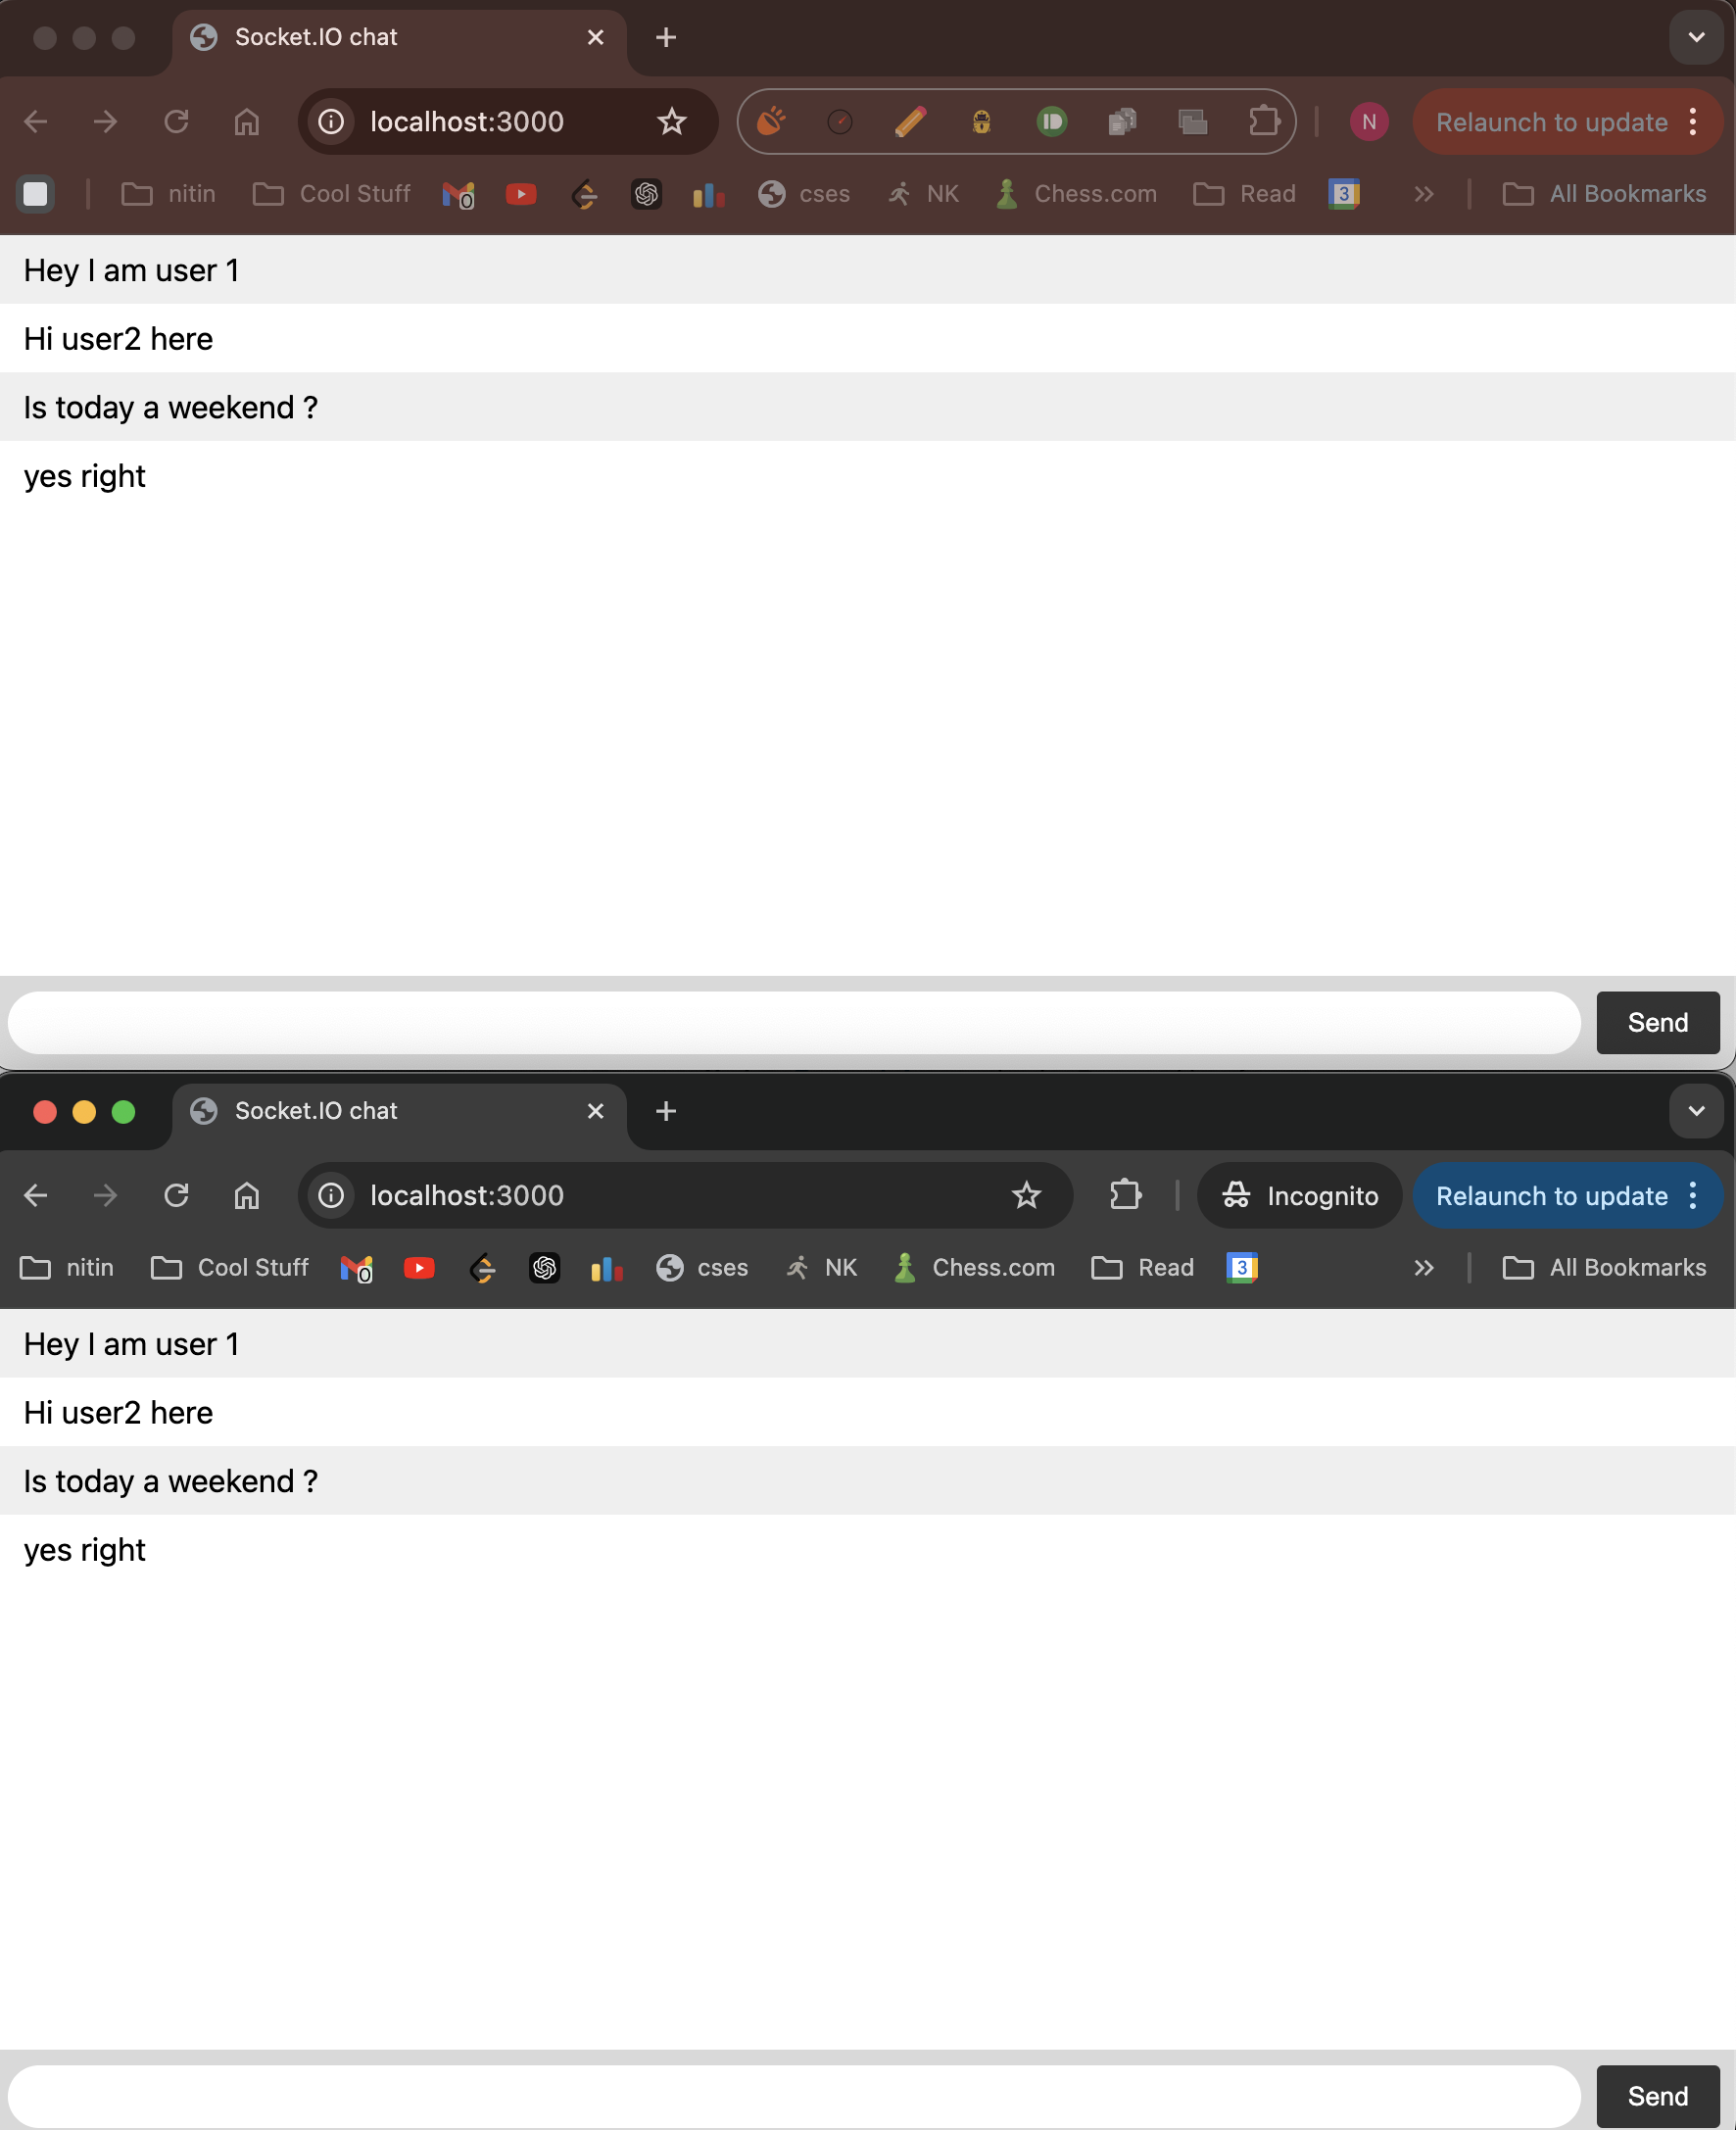 Socket.IO chat
localhost:3000
N
Relaunch to update
nitin
Cool Stuff
0
cses
NK
Chess.com
Read
3
All Bookmarks
Hey I am user 1
Hi user2 here
Is today a weekend ?
yes right
Send
Socket.IO chat
localhost:3000
Incognito
Relaunch to update
nitin
Cool Stuff
0
cses
NK
Chess.com
Read
3
All Bookmarks
Hey I am user 1
Hi user2 here
Is today a weekend ?
yes right
Send